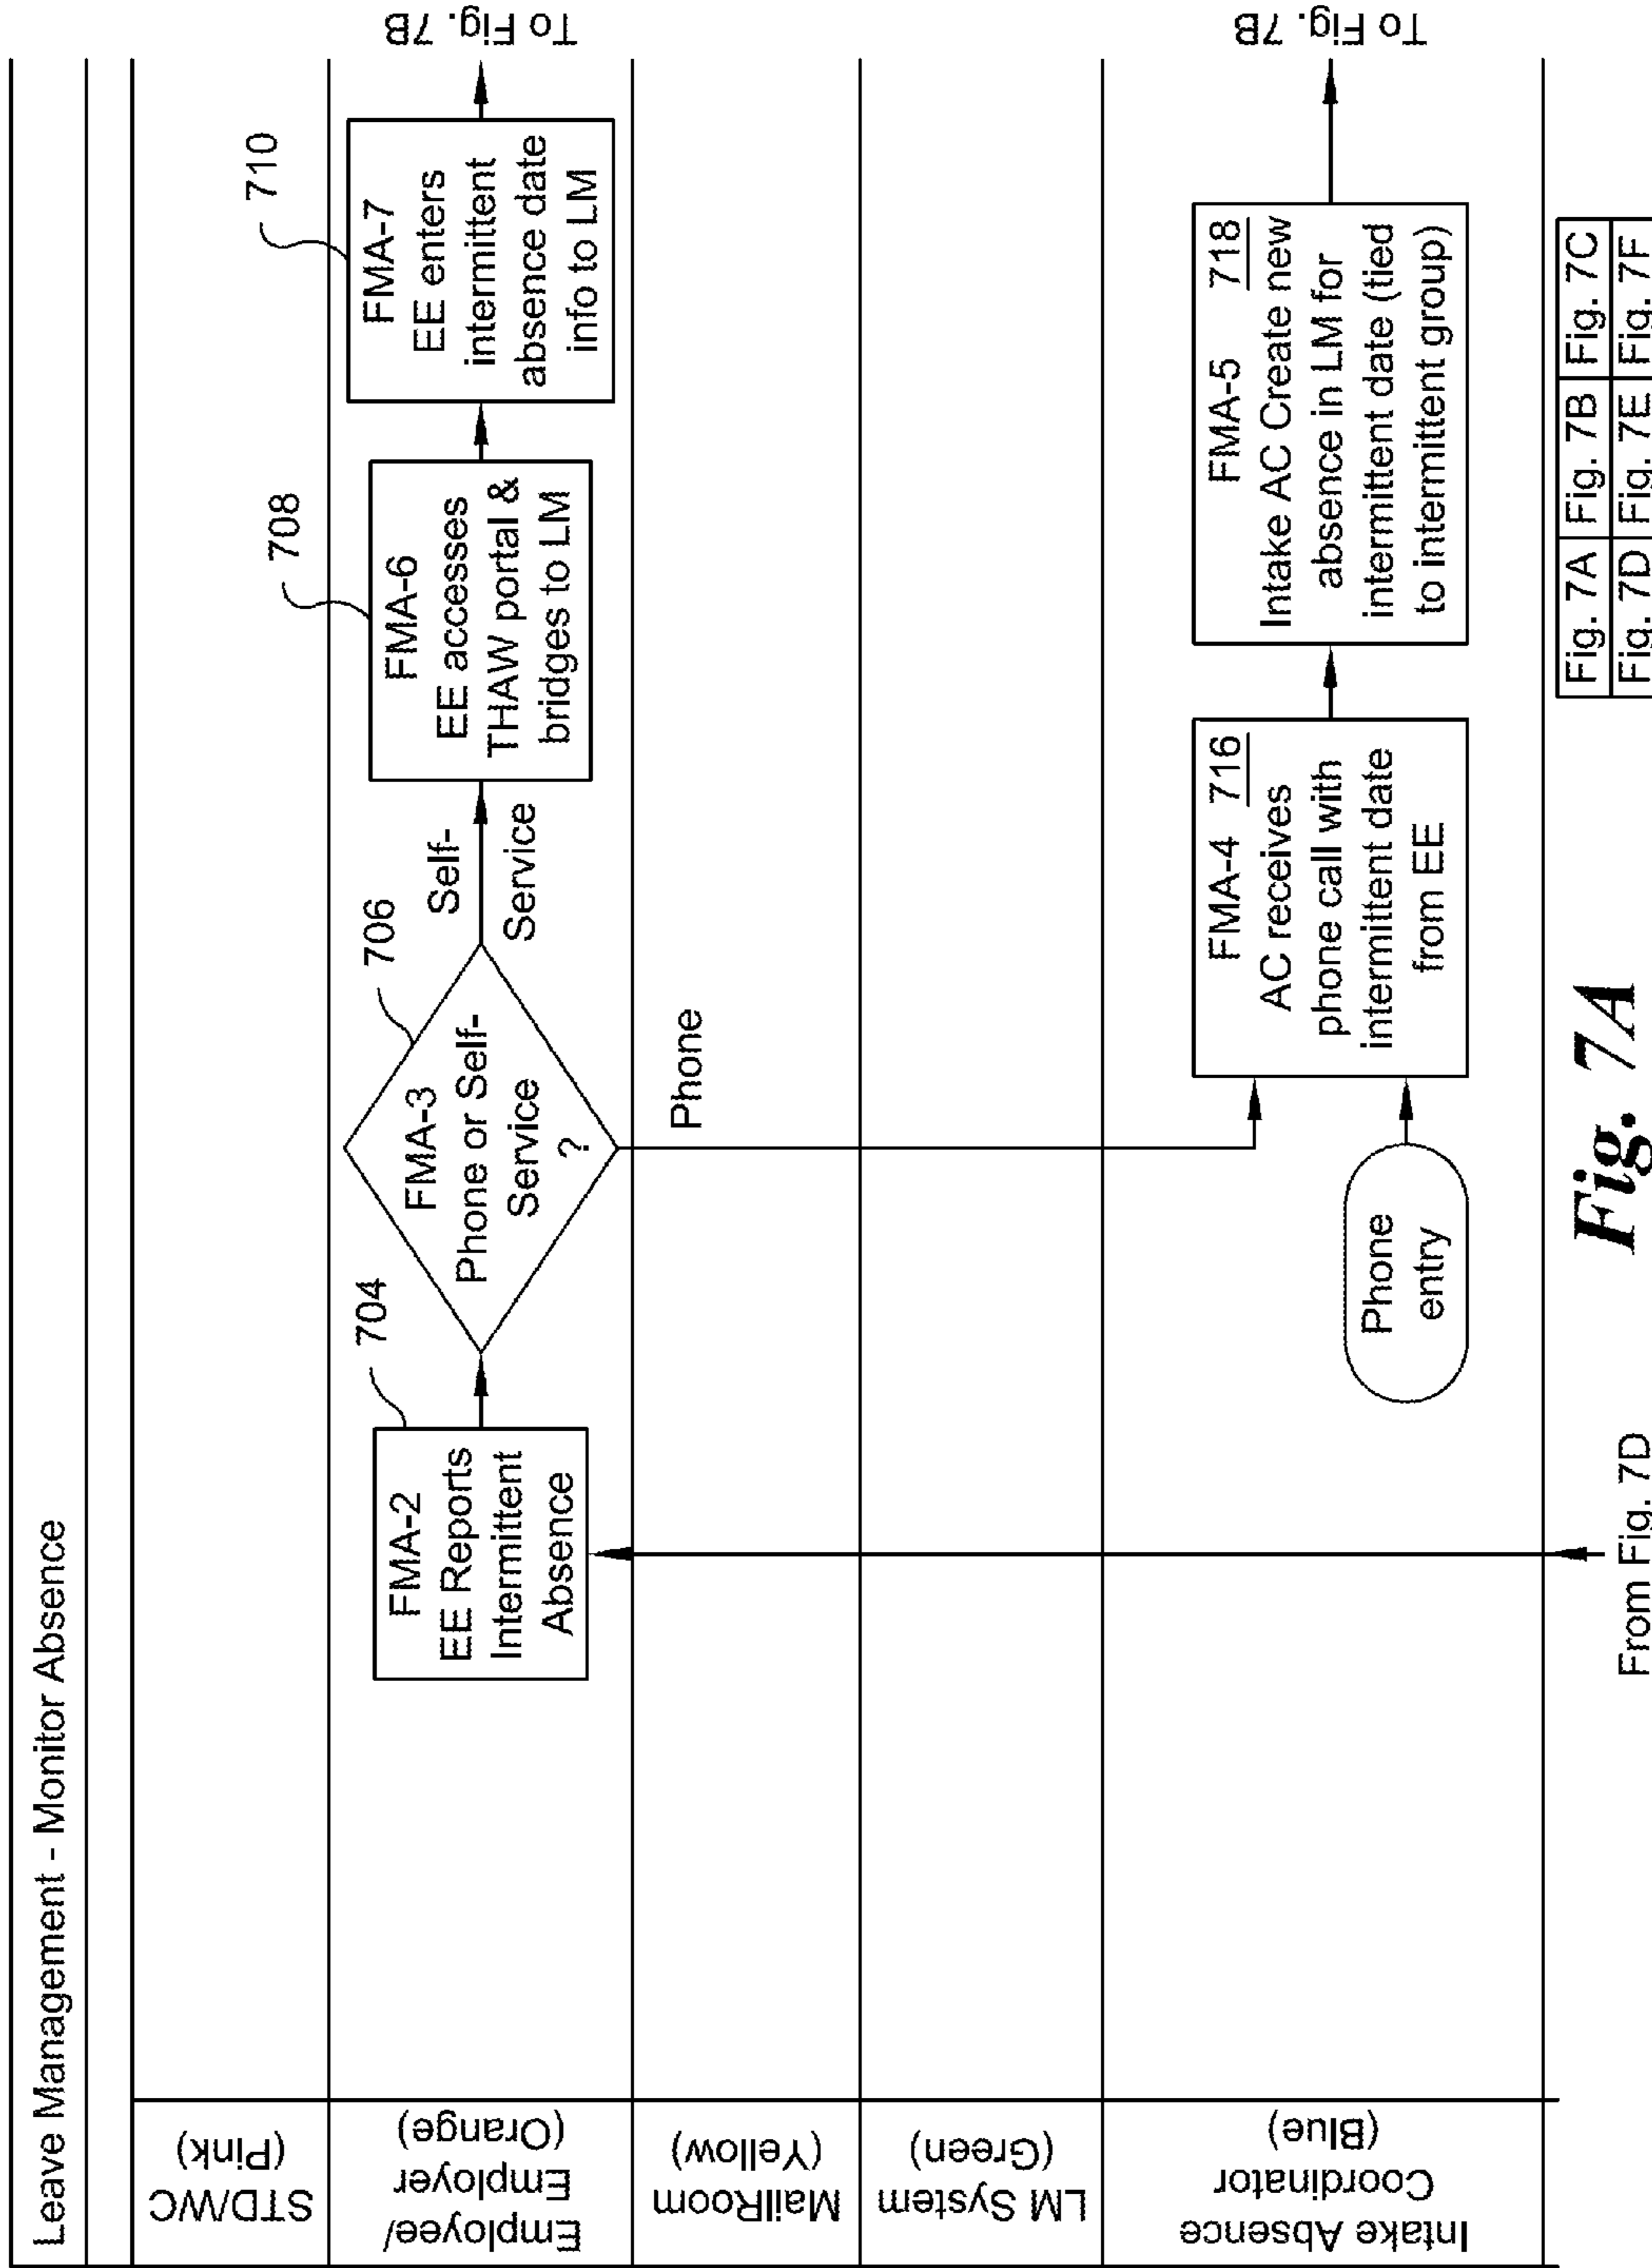 Leave Management - Monitor Absence
STD/WC
(Pink)
Employee/
Employer
(Orange)
704
FMA-2
EE Reports
Intermittent
Absence
706
FMA-3
Phone or Self-
Service
?
Self-
Service
708
FMA-6
EE accesses
THAW portal &
bridges to LM
710
FMA-7
EE enters
intermittent
absence date
info to LM
To Fig. 7B
Phone
MailRoom
(Yellow)
LM System
(Green)
Intake Absence
Coordinator
(Blue)
Phone
entry
FMA-4 716
AC receives
phone call with
intermittent date
from EE
FMA-5 718
Intake AC Create new
absence in LM for
intermittent date (tied
to intermittent group)
To Fig. 7B
From Fig. 7D
Fig. 7A
Fig. 7A Fig. 7B Fig. 7C
Fig. 7D Fig. 7E Fig. 7F